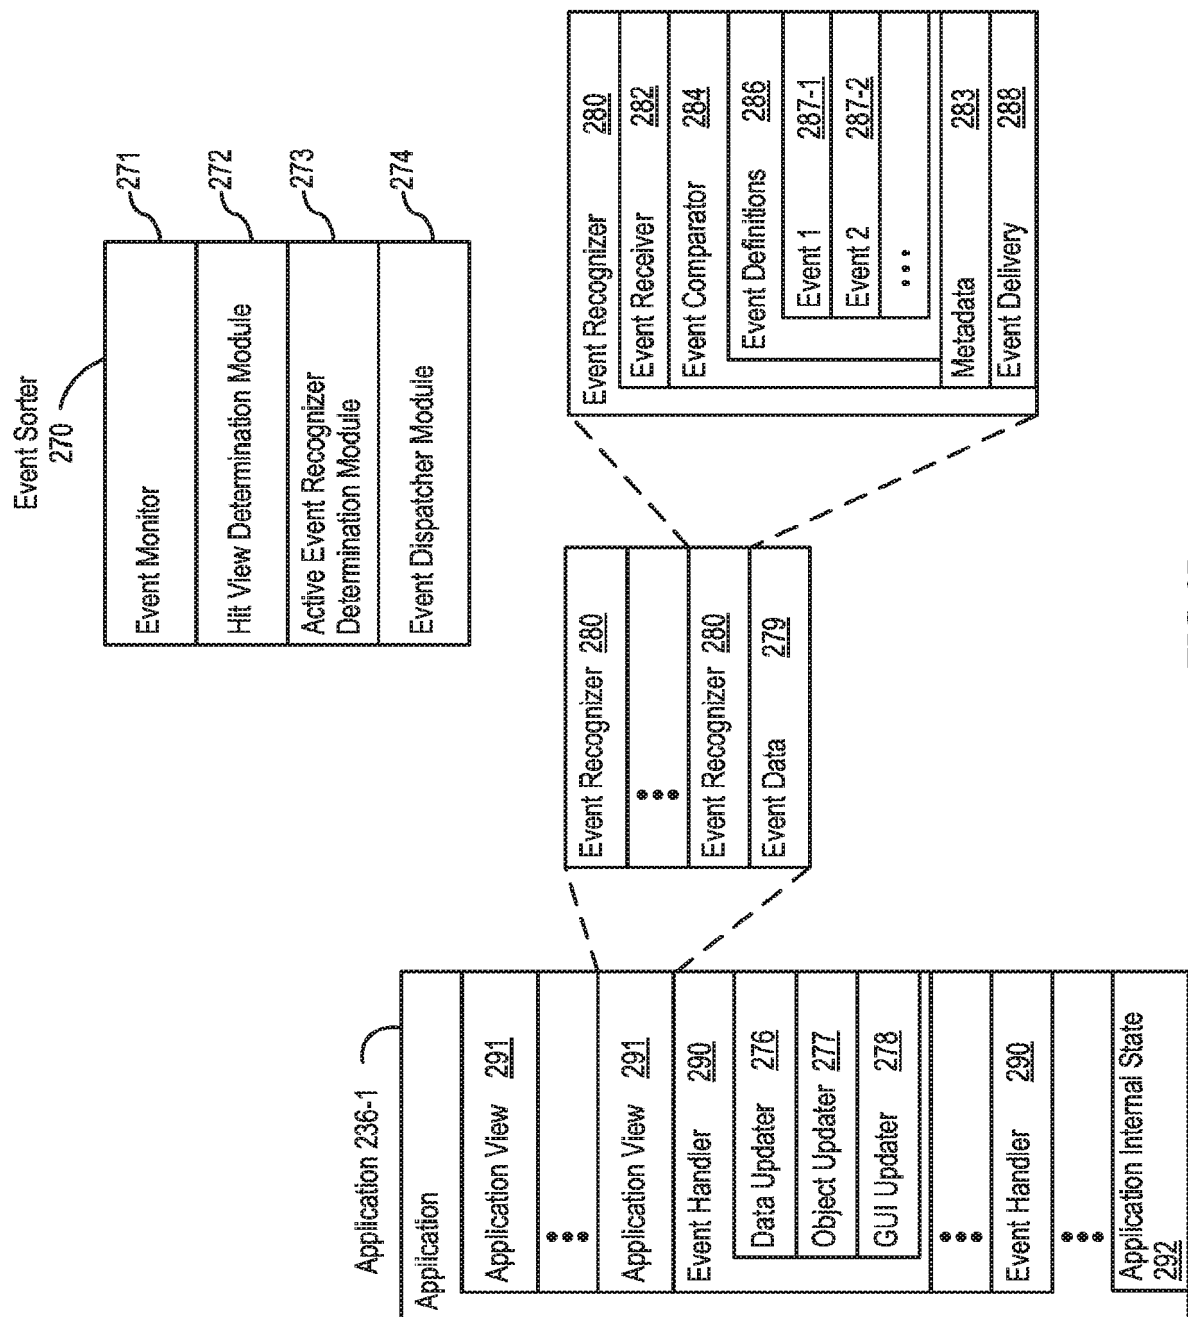 Event Sorter
270
Event Monitor
271
Hit View Determination Module
272
Active Event Recognizer
Determination Module
273
Event Dispatcher Module
274
Application 236-1
Application
Application View 291
•••
Application View 291
Event Handler 290
Data Updater 276
Object Updater 277
GUI Updater 278
•••
Event Handler 290
•••
Application Internal State
292
Event Recognizer 280
•••
Event Recognizer 280
Event Data 279
Event Recognizer 280
Event Receiver 282
Event Comparator 284
Event Definitions 286
Event 1 287-1
Event 2 287-2
•••
Metadata 283
Event Delivery 288